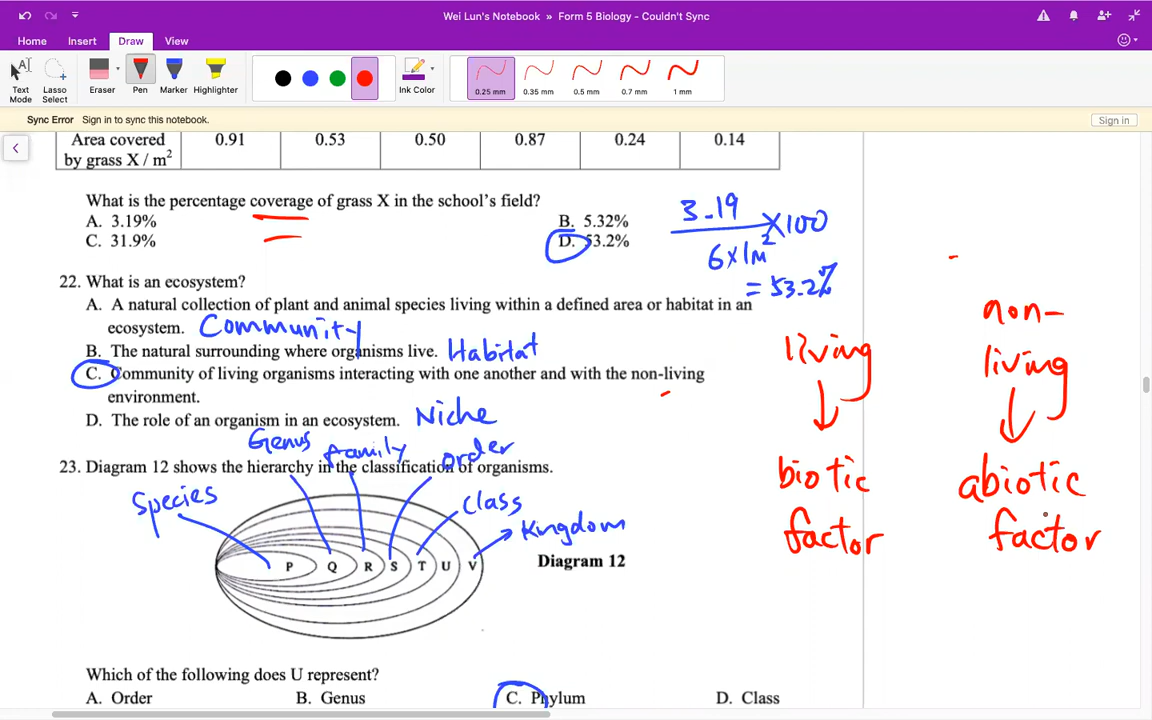 Wei Lun's Notebook » Form 5 Biology - Couldn't Sync
Home Insert Draw View
Text Mode Lasso Select Eraser Pen Marker Highlighter Ink Color 0.25 mm 0.35 mm 0.5 mm 0.7 mm 1 mm
Sync Error Sign in to sync this notebook. Sign in
Area covered by grass X / m² 0.91 0.53 0.50 0.87 0.24 0.14
What is the percentage coverage of grass X in the school's field?
A. 3.19% B. 5.32%
C. 31.9% D. 53.2%
3.19
6 x 1m² x 100
= 53.2%
22. What is an ecosystem?
A. A natural collection of plant and animal species living within a defined area or habitat in an
ecosystem. Community
B. The natural surrounding where organisms live. Habitat
C. Community of living organisms interacting with one another and with the non-living
environment.
D. The role of an organism in an ecosystem. Niche
living
biotic
factor
non-
living
abiotic
factor
Genus family order
23. Diagram 12 shows the hierarchy in the classification of organisms.
Species class
Kingdom
P Q R S T U V Diagram 12
Which of the following does U represent?
A. Order B. Genus C. Phylum D. Class